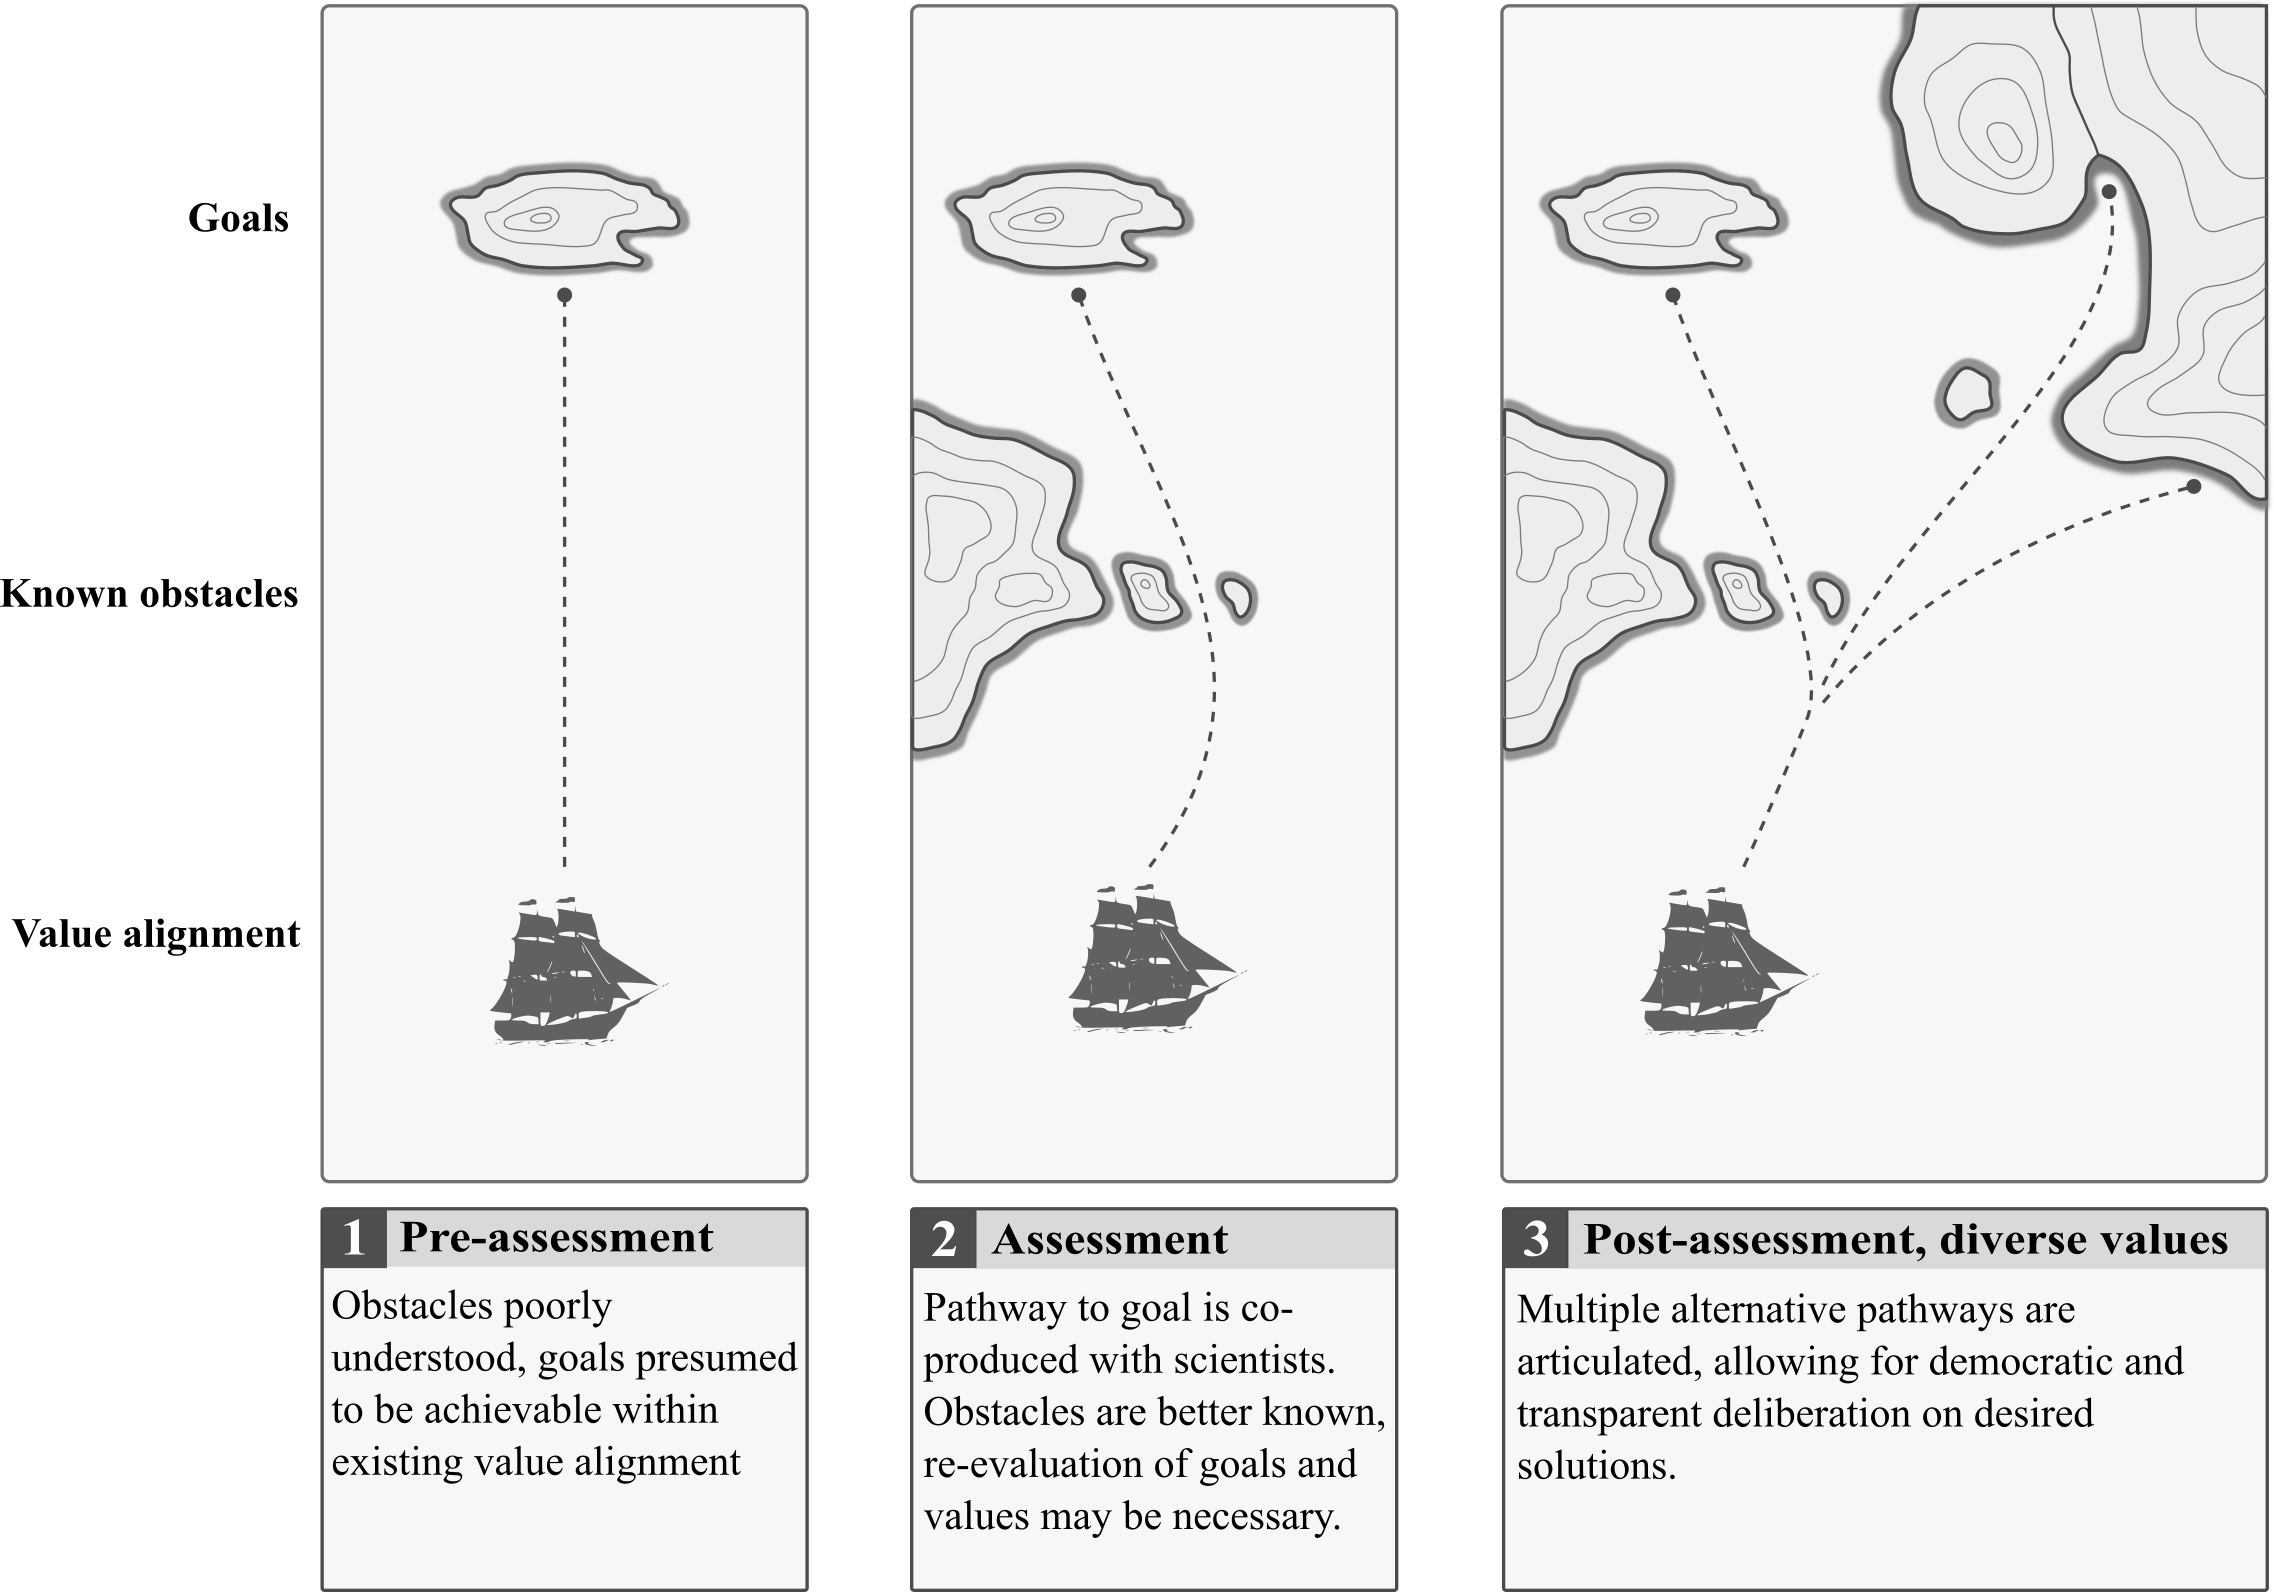 Goals
Known obstacles
Value alignment
1 Pre-assessment
Obstacles poorly
understood, goals presumed
to be achievable within
existing value alignment
2 Assessment
Pathway to goal is co-
produced with scientists.
Obstacles are better known,
re-evaluation of goals and
values may be necessary.
3 Post-assessment, diverse values
Multiple alternative pathways are
articulated, allowing for democratic and
transparent deliberation on desired
solutions.